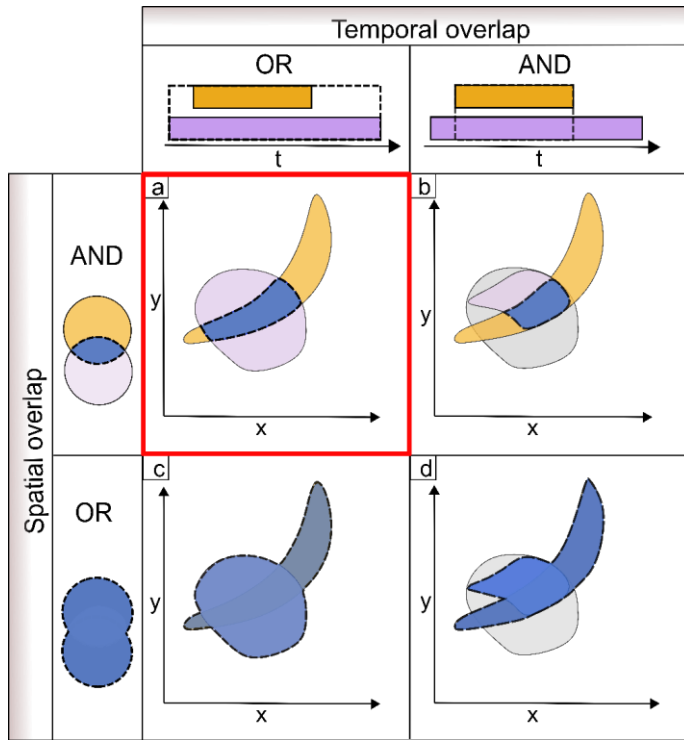 Temporal overlap
OR
AND
t
t
Spatial overlap
AND
a
y
x
b
y
x
OR
c
y
x
d
y
x